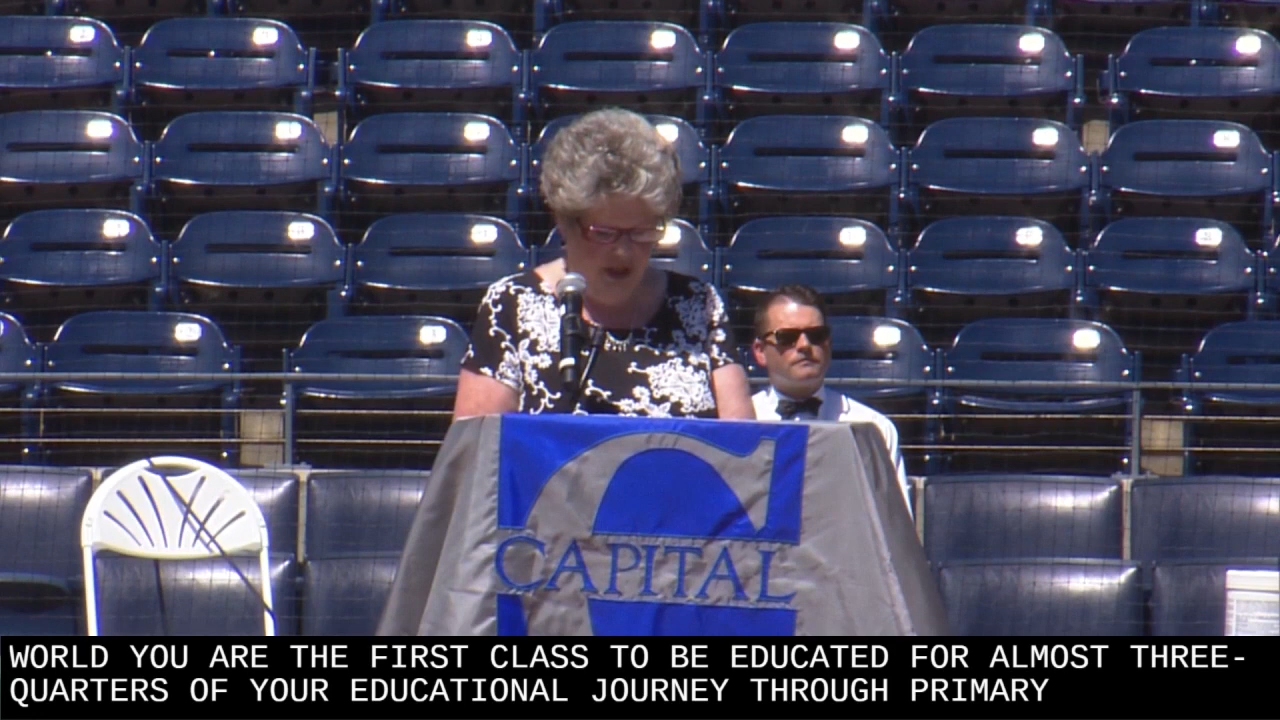 CAPITAL
WORLD YOU ARE THE FIRST CLASS TO BE EDUCATED FOR ALMOST THREE-
QUARTERS OF YOUR EDUCATIONAL JOURNEY THROUGH PRIMARY